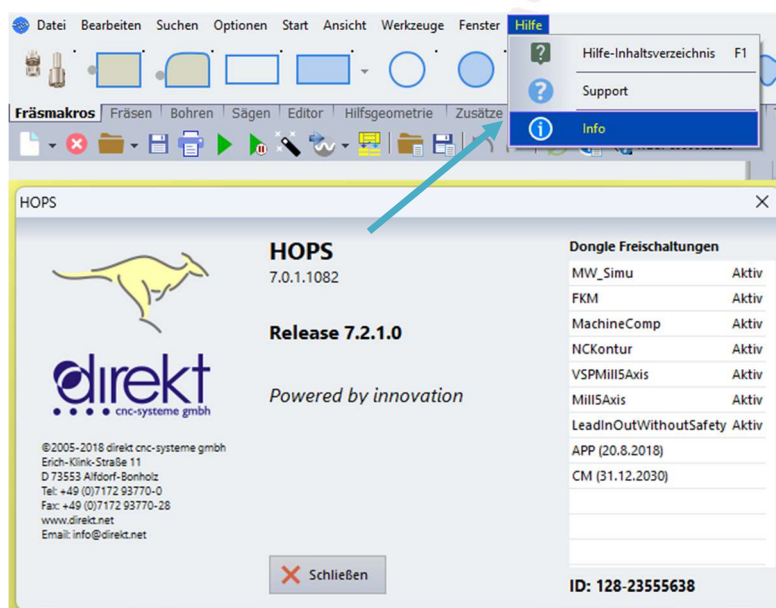 Datei Bearbeiten Suchen Optionen Start Ansicht Werkzeuge Fenster Hilfe
Hilfe-Inhaltsverzeichnis F1
Support
Info
Fräsmakros Fräsen Bohren Sägen Editor Hilfsgeometrie Zusätze
HOPS
HOPS
7.0.1.1082
Release 7.2.1.0
Powered by innovation
direkt
cnc-systeme gmbh
©2005-2018 direkt cnc-systeme gmbh
Erich-Klink-Straße 11
D 73553 Alfdorf-Bonholz
Tel: +49 (0)7172 93770-0
Fax: +49 (0)7172 93770-28
www.direkt.net
Email: info@direkt.net
Schließen
Dongle Freischaltungen
MW_Simu Aktiv
FKM Aktiv
MachineComp Aktiv
NCKontur Aktiv
VSPMill5Axis Aktiv
Mill5Axis Aktiv
LeadInOutWithoutSafety Aktiv
APP (20.8.2018)
CM (31.12.2030)
ID: 128-23555638